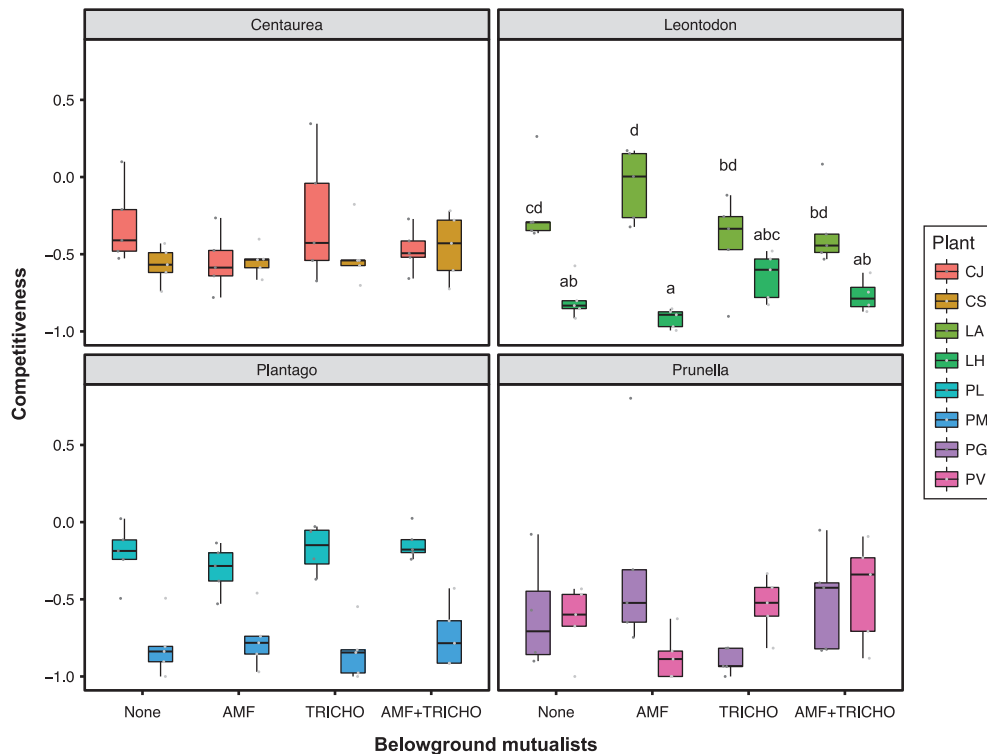 Centaurea
Leontodon
Competitiveness
0.5
0.0
−0.5
−1.0
cd
ab
d
a
bd
abc
bd
ab
Plantago
Prunella
0.5
0.0
−0.5
−1.0
None
AMF
TRICHO
AMF+TRICHO
None
AMF
TRICHO
AMF+TRICHO
Belowground mutualists
Plant
CJ
CS
LA
LH
PL
PM
PG
PV